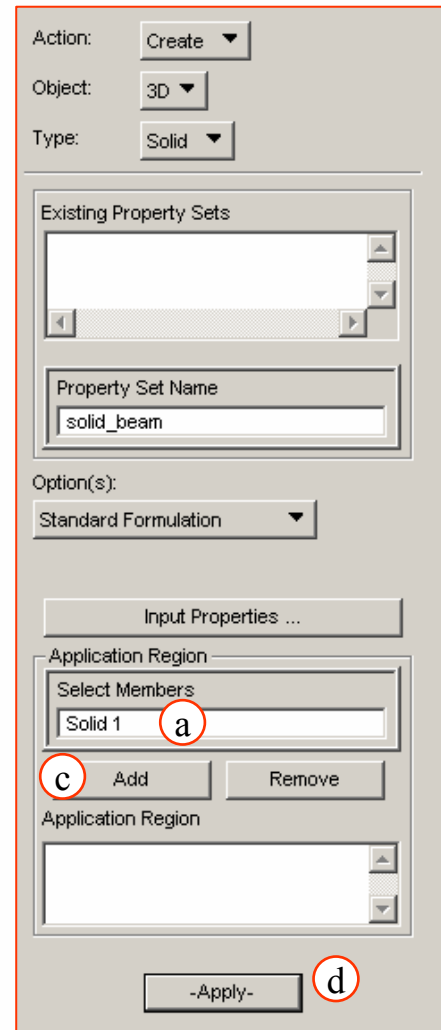 Action: Create
Object: 3D
Type: Solid
Existing Property Sets
Property Set Name
solid_beam
Option(s):
Standard Formulation
Input Properties ...
Application Region
Select Members
Solid 1 a
c Add Remove
Application Region
-Apply- d